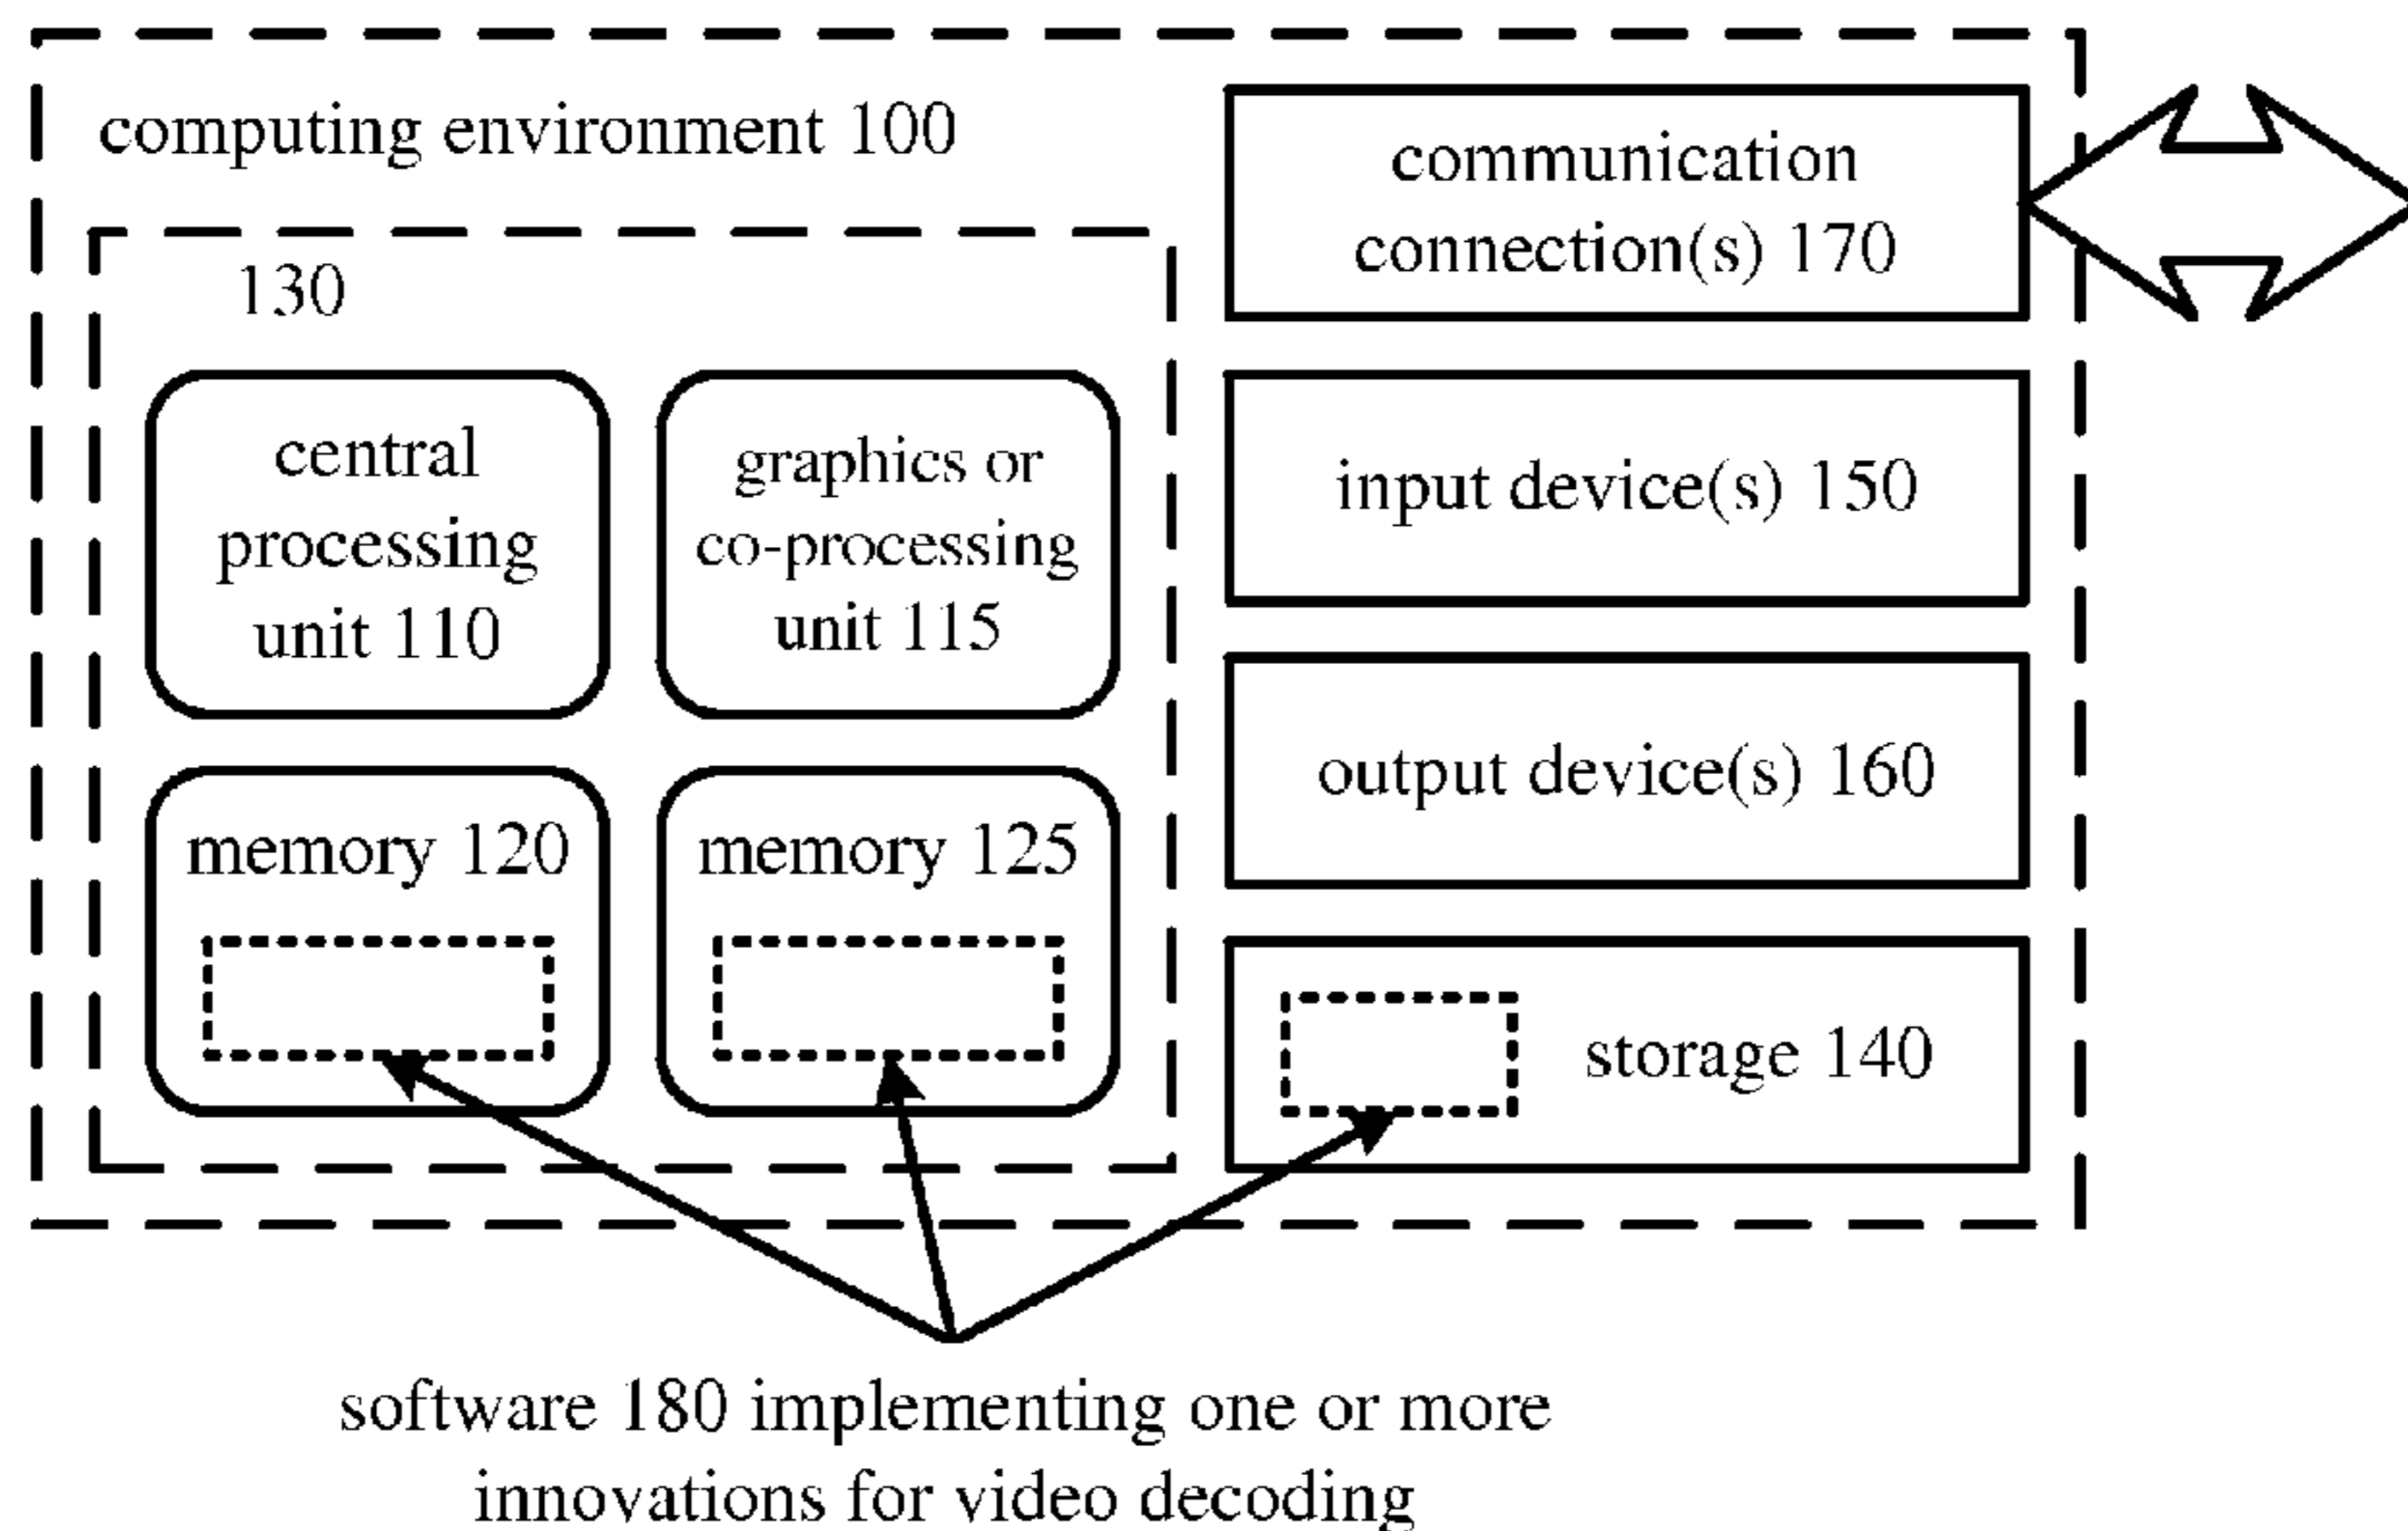 computing environment 100
130
central
processing
unit 110
graphics or
co-processing
unit 115
memory 120
memory 125
communication
connection(s) 170
input device(s) 150
output device(s) 160
storage 140
software 180 implementing one or more
innovations for video decoding